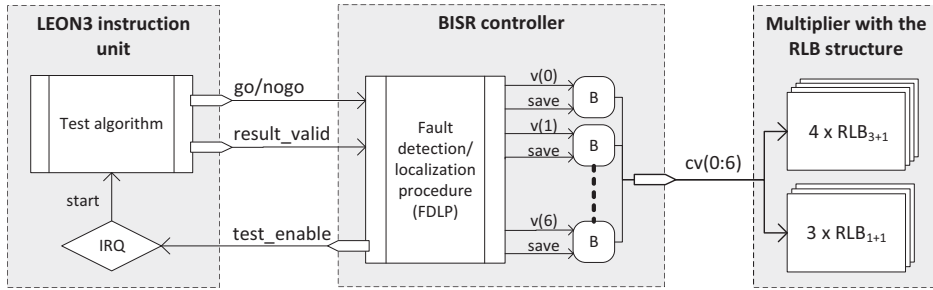 LEON3 instruction
unit
Test algorithm
start
IRQ
go/nogo
result_valid
test_enable
BISR controller
Fault
detection/
localization
procedure
(FDLP)
v(0)
save
B
v(1)
save
B
v(6)
save
B
cv(0:6)
Multiplier with the
RLB structure
4 x RLB3+1
3 x RLB1+1